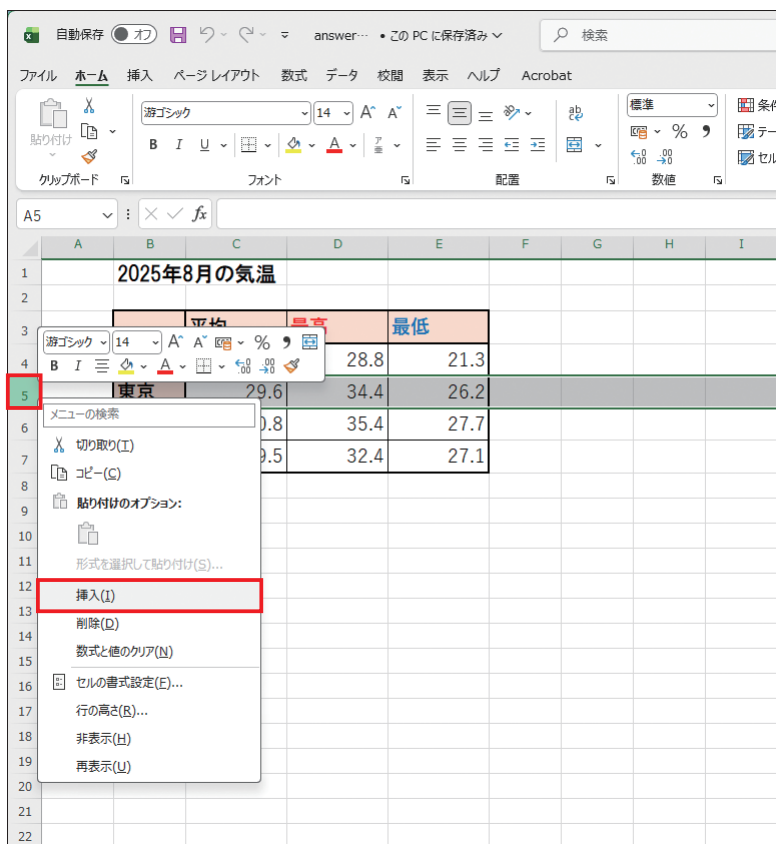 自動保存 オフ answer… • この PC に保存済み 検索
ファイル ホーム 挿入 ページ レイアウト 数式 データ 校閲 表示 ヘルプ Acrobat
貼り付け 游ゴシック 14 A A ab 標準 条件
B I U A % 9 テー
.00 .00 セル
クリップボード フォント 配置 数値
A5 fx
A B C D E F G H I
1 2025年8月の気温
2
3 平均 最高 最低
游ゴシック 14 A A %
4 28.8 21.3
B I A
5 東京 29.6 34.4 26.2
メニューの検索
6 0.8 35.4 27.7
切り取り(T)
7 9.5 32.4 27.1
コピー(C)
8
貼り付けのオプション:
9
10
11 形式を選択して貼り付け(S)...
12 挿入(I)
13 削除(D)
14
15 数式と値のクリア(N)
16 セルの書式設定(F)...
17 行の高さ(R)...
18 非表示(H)
19 再表示(U)
20
21
22